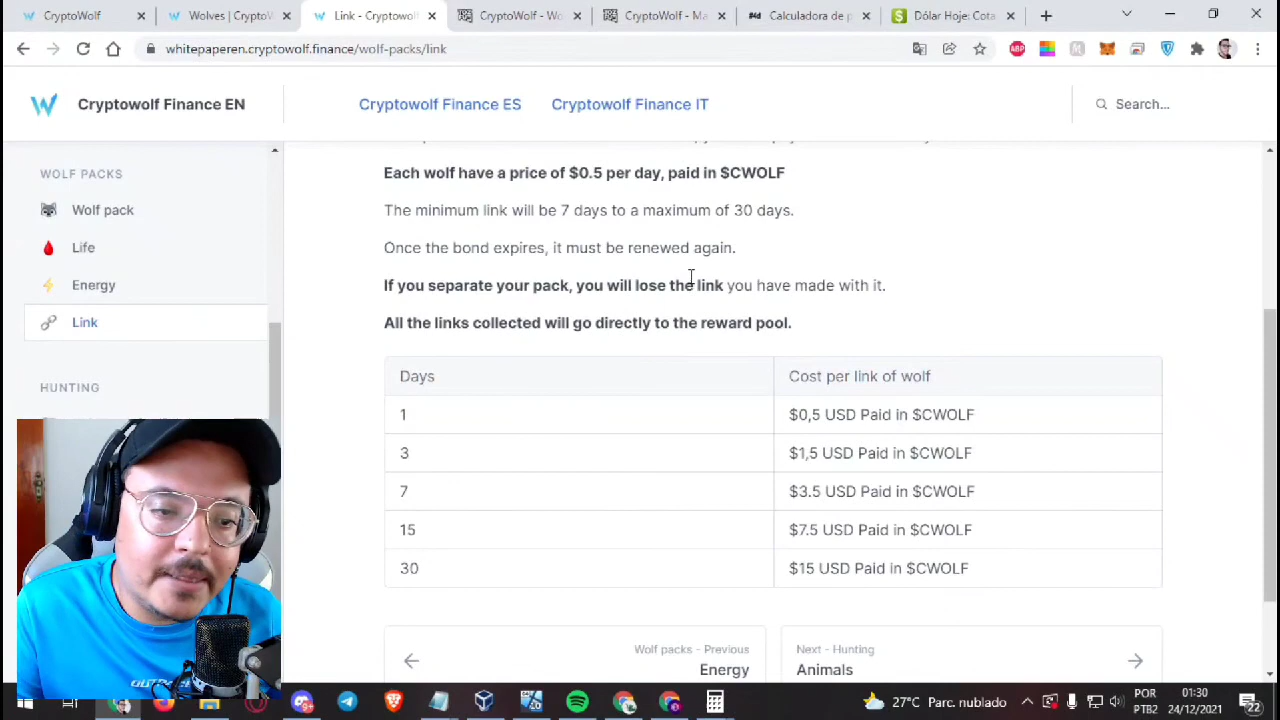 CryptoWolf
Wolves | Crypto
Link - Cryptowolf
CryptoWolf - Wo
CryptoWolf - Ma
Calculadora de p
Dólar Hoje: Cota
whitepaperen.cryptowolf.finance/wolf-packs/link
Cryptowolf Finance EN
Cryptowolf Finance ES
Cryptowolf Finance IT
Search...
WOLF PACKS
Wolf pack
Life
Energy
Link
HUNTING
Each wolf have a price of $0.5 per day, paid in $CWOLF
The minimum link will be 7 days to a maximum of 30 days.
Once the bond expires, it must be renewed again.
If you separate your pack, you will lose the link you have made with it.
All the links collected will go directly to the reward pool.
Days Cost per link of wolf
1 $0,5 USD Paid in $CWOLF
3 $1,5 USD Paid in $CWOLF
7 $3.5 USD Paid in $CWOLF
15 $7.5 USD Paid in $CWOLF
30 $15 USD Paid in $CWOLF
Wolf packs - Previous
Energy
Next - Hunting
Animals
27°C Parc. nublado
POR
PTB2
01:30
24/12/2021
22
ABP